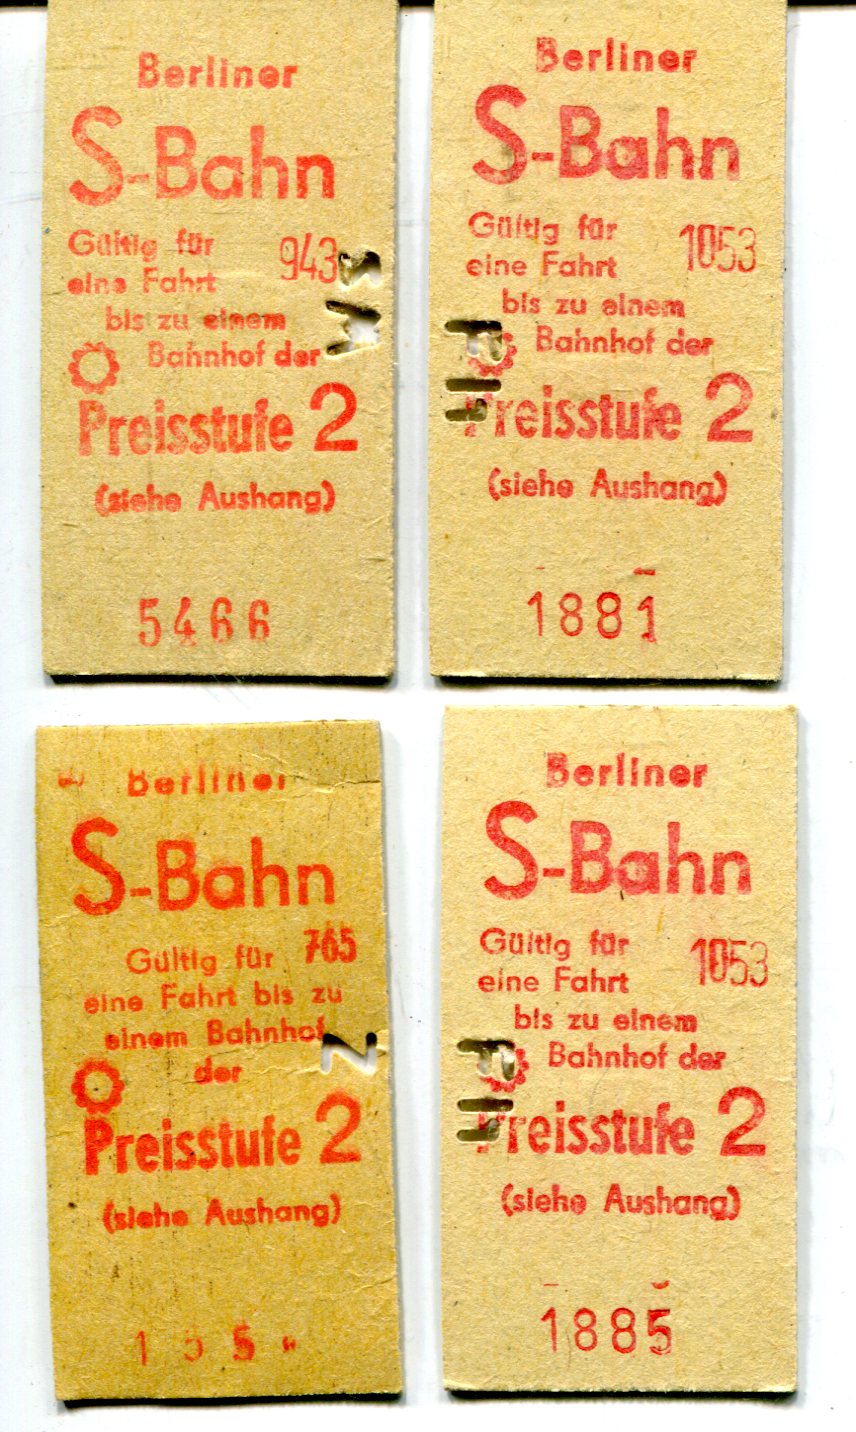 Berliner
S-Bahn
Gültig für 943
eine Fahrt
bis zu einem
Bahnhof der
Preisstufe 2
(siehe Aushang)
5466
Berliner
S-Bahn
Gültig für 1053
eine Fahrt
bis zu einem
Bahnhof der
Preisstufe 2
(siehe Aushang)
1881
Berliner
S-Bahn
Gültig für 765
eine Fahrt bis zu
einem Bahnhof
der
Preisstufe 2
(siehe Aushang)
Berliner
S-Bahn
Gültig für 1053
eine Fahrt
bis zu einem
Bahnhof der
Preisstufe 2
(siehe Aushang)
1885